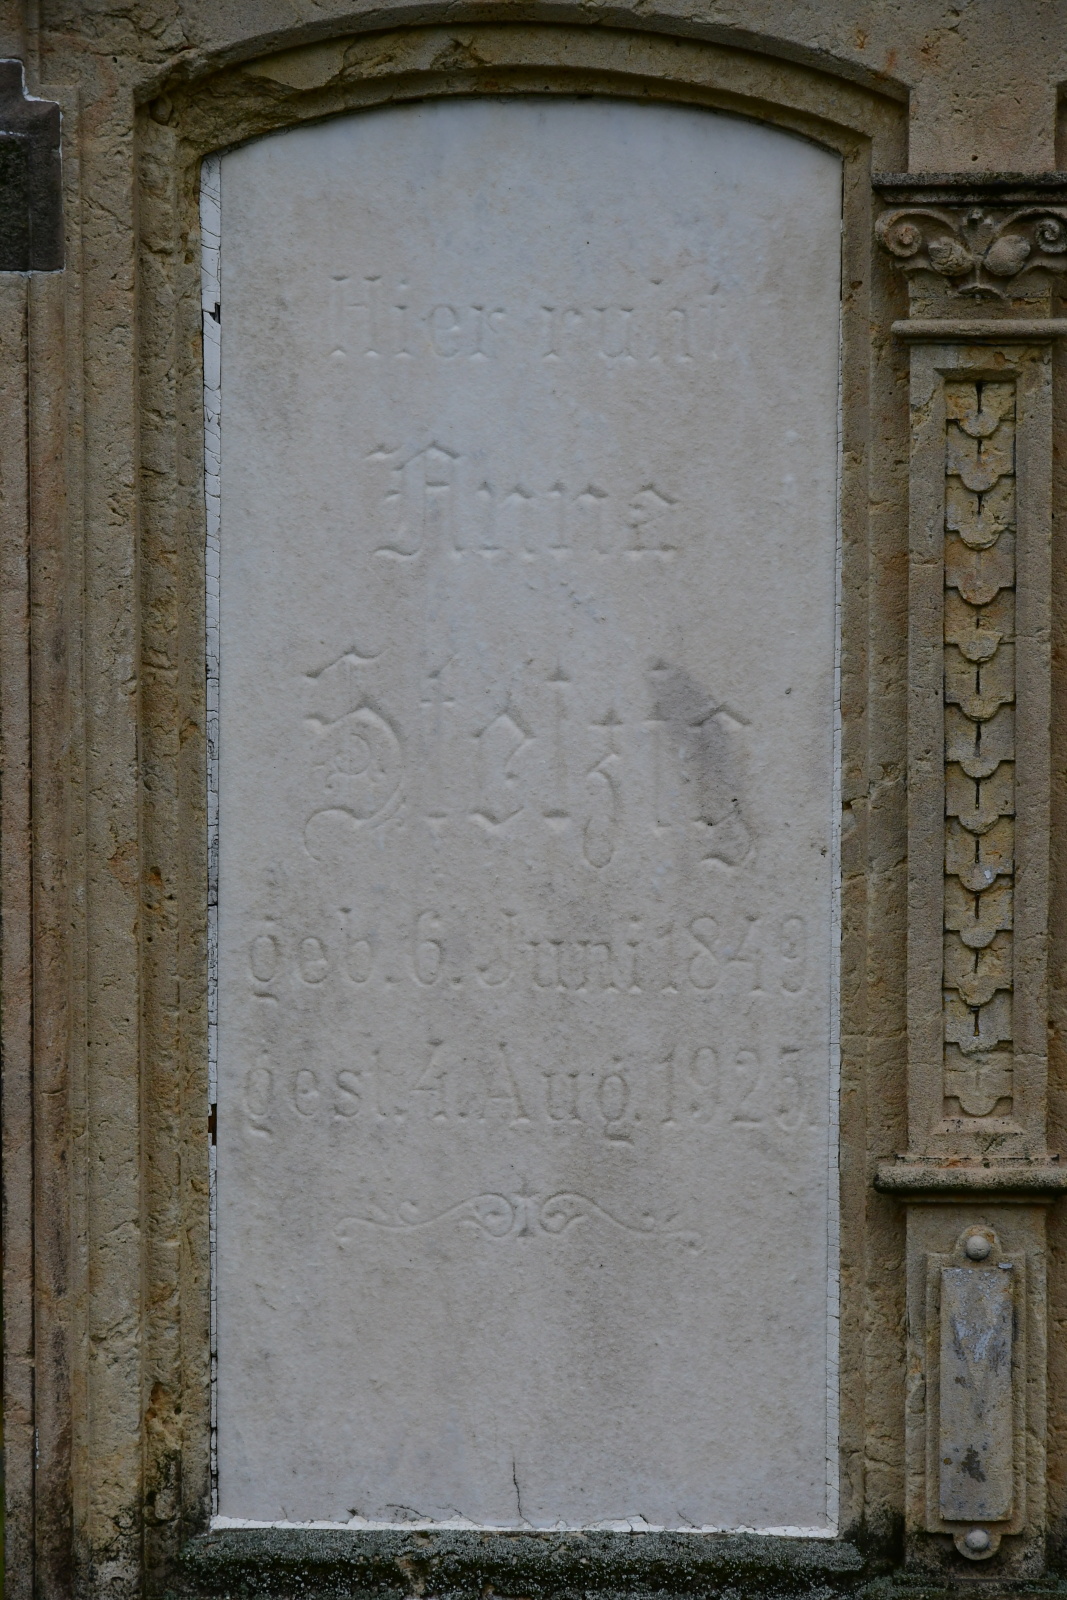 Hier ruht
Anna
Stelzig
geb. 6. Juni 1849
gest. 4. Aug. 1925.